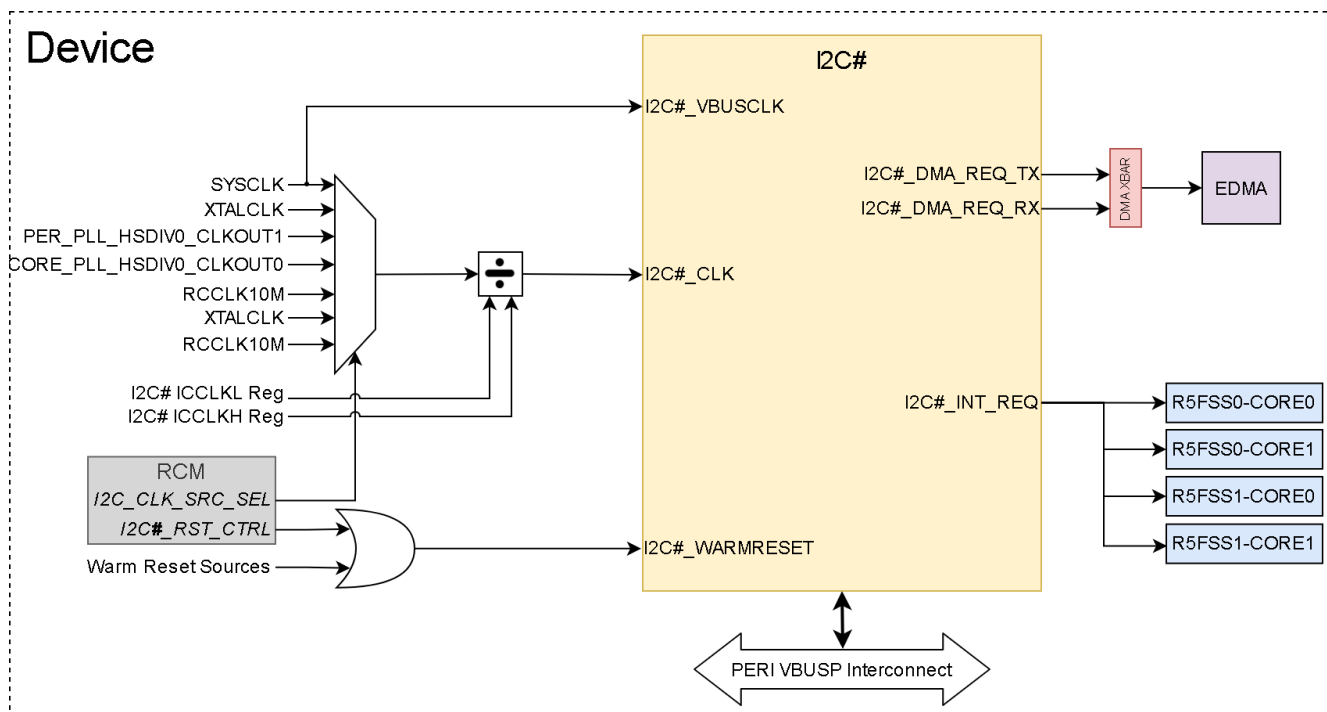 Device
I2C#
I2C#_VBUSCLK
SYSCLK
XTALCLK
PER_PLL_HSDIV0_CLKOUT1
CORE_PLL_HSDIV0_CLKOUT0
RCCLK10M
XTALCLK
RCCLK10M
I2C#_CLK
I2C# ICCLKL Reg
I2C# ICCLKH Reg
RCM
I2C_CLK_SRC_SEL
I2C#_RST_CTRL
Warm Reset Sources
I2C#_WARMRESET
I2C#_DMA_REQ_TX
I2C#_DMA_REQ_RX
DMA XBAR
EDMA
I2C#_INT_REQ
R5FSS0-CORE0
R5FSS0-CORE1
R5FSS1-CORE0
R5FSS1-CORE1
PERI VBUSP Interconnect